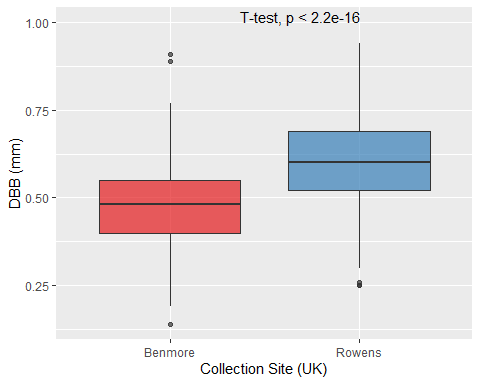 T-test, p < 2.2e-16
1.00
0.75
0.50
0.25
DBB (mm)
Benmore
Rowens
Collection Site (UK)